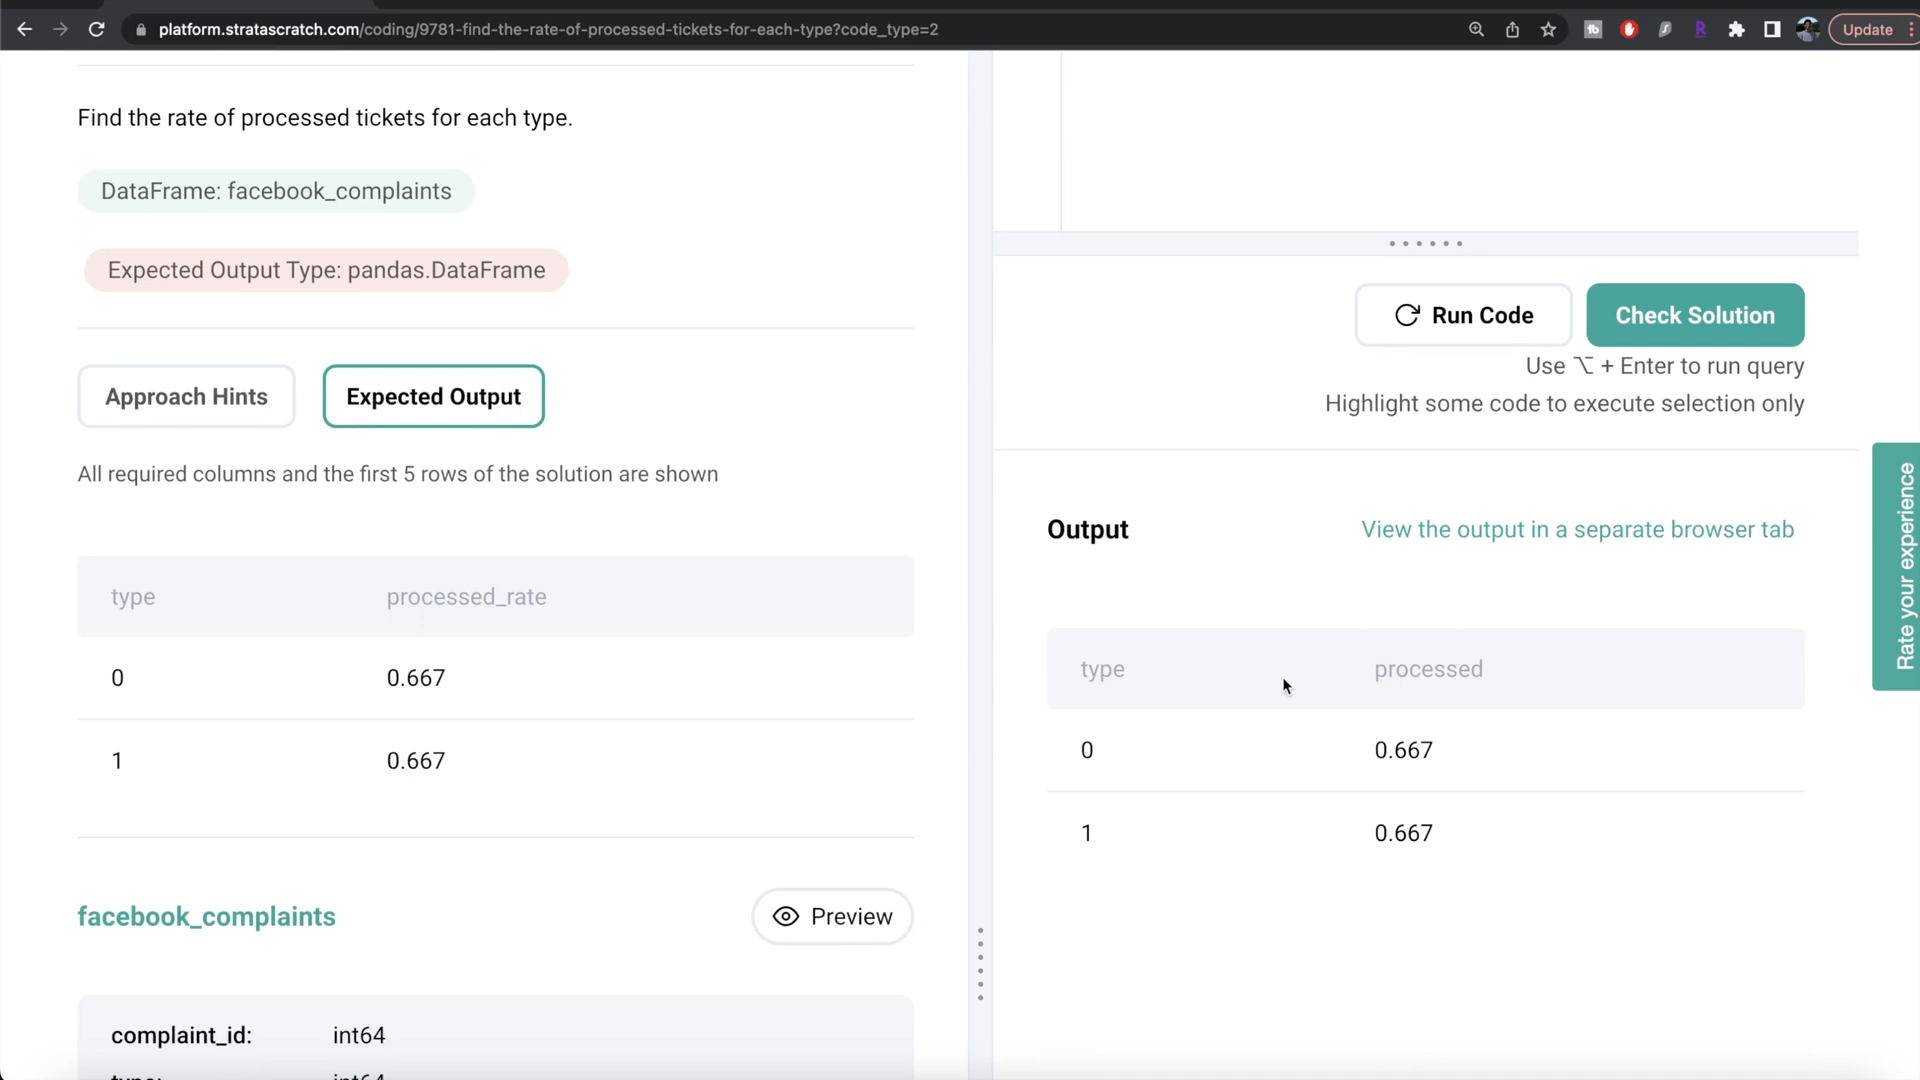 platform.stratascratch.com/coding/9781-find-the-rate-of-processed-tickets-for-each-type?code_type=2
Update
Find the rate of processed tickets for each type.
DataFrame: facebook_complaints
Expected Output Type: pandas.DataFrame
Approach Hints
Expected Output
All required columns and the first 5 rows of the solution are shown
type processed_rate
0 0.667
1 0.667
facebook_complaints
Preview
complaint_id: int64
type: int64
Run Code
Check Solution
Use ⌥ + Enter to run query
Highlight some code to execute selection only
Output
View the output in a separate browser tab
type processed
0 0.667
1 0.667
Rate your experience